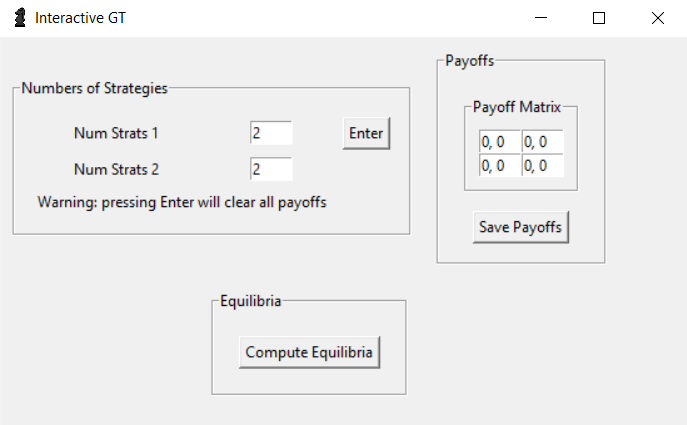 Interactive GT
Numbers of Strategies
Num Strats 1
2
Enter
Num Strats 2
2
Warning: pressing Enter will clear all payoffs
Payoffs
Payoff Matrix
0, 0 0, 0
0, 0 0, 0
Save Payoffs
Equilibria
Compute Equilibria